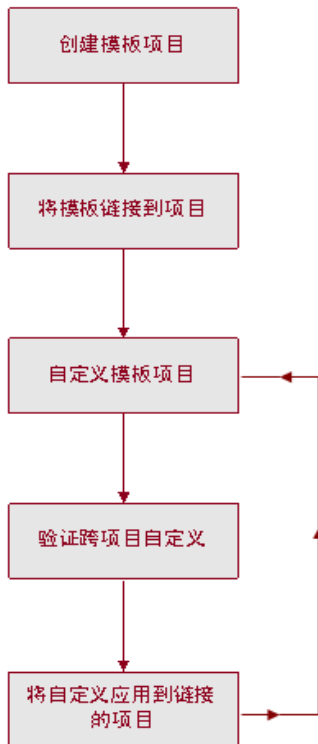 创建模板项目
将模板链接到项目
自定义模板项目
验证跨项目自定义
将自定义应用到链接
的项目